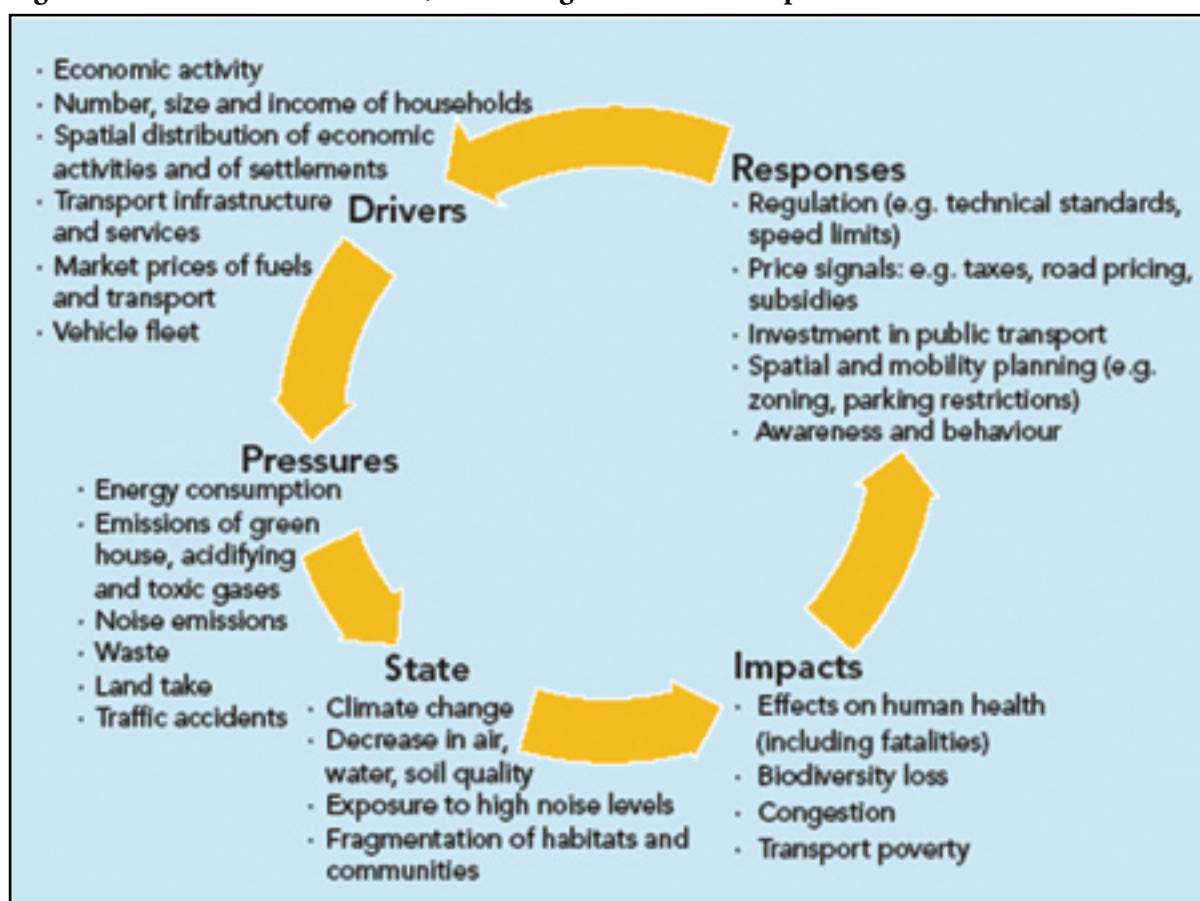 · Economic activity
· Number, size and income of households
· Spatial distribution of economic
activities and of settlements
· Transport infrastructure
and services
· Market prices of fuels
and transport
· Vehicle fleet
Drivers
Responses
· Regulation (e.g. technical standards,
speed limits)
· Price signals: e.g. taxes, road pricing,
subsidies
· Investment in public transport
· Spatial and mobility planning (e.g.
zoning, parking restrictions)
· Awareness and behaviour
Pressures
· Energy consumption
· Emissions of green
house, acidifying
and toxic gases
· Noise emissions
· Waste
· Land take
· Traffic accidents
State
· Climate change
· Decrease in air,
water, soil quality
· Exposure to high noise levels
· Fragmentation of habitats and
communities
Impacts
· Effects on human health
(including fatalities)
· Biodiversity loss
· Congestion
· Transport poverty